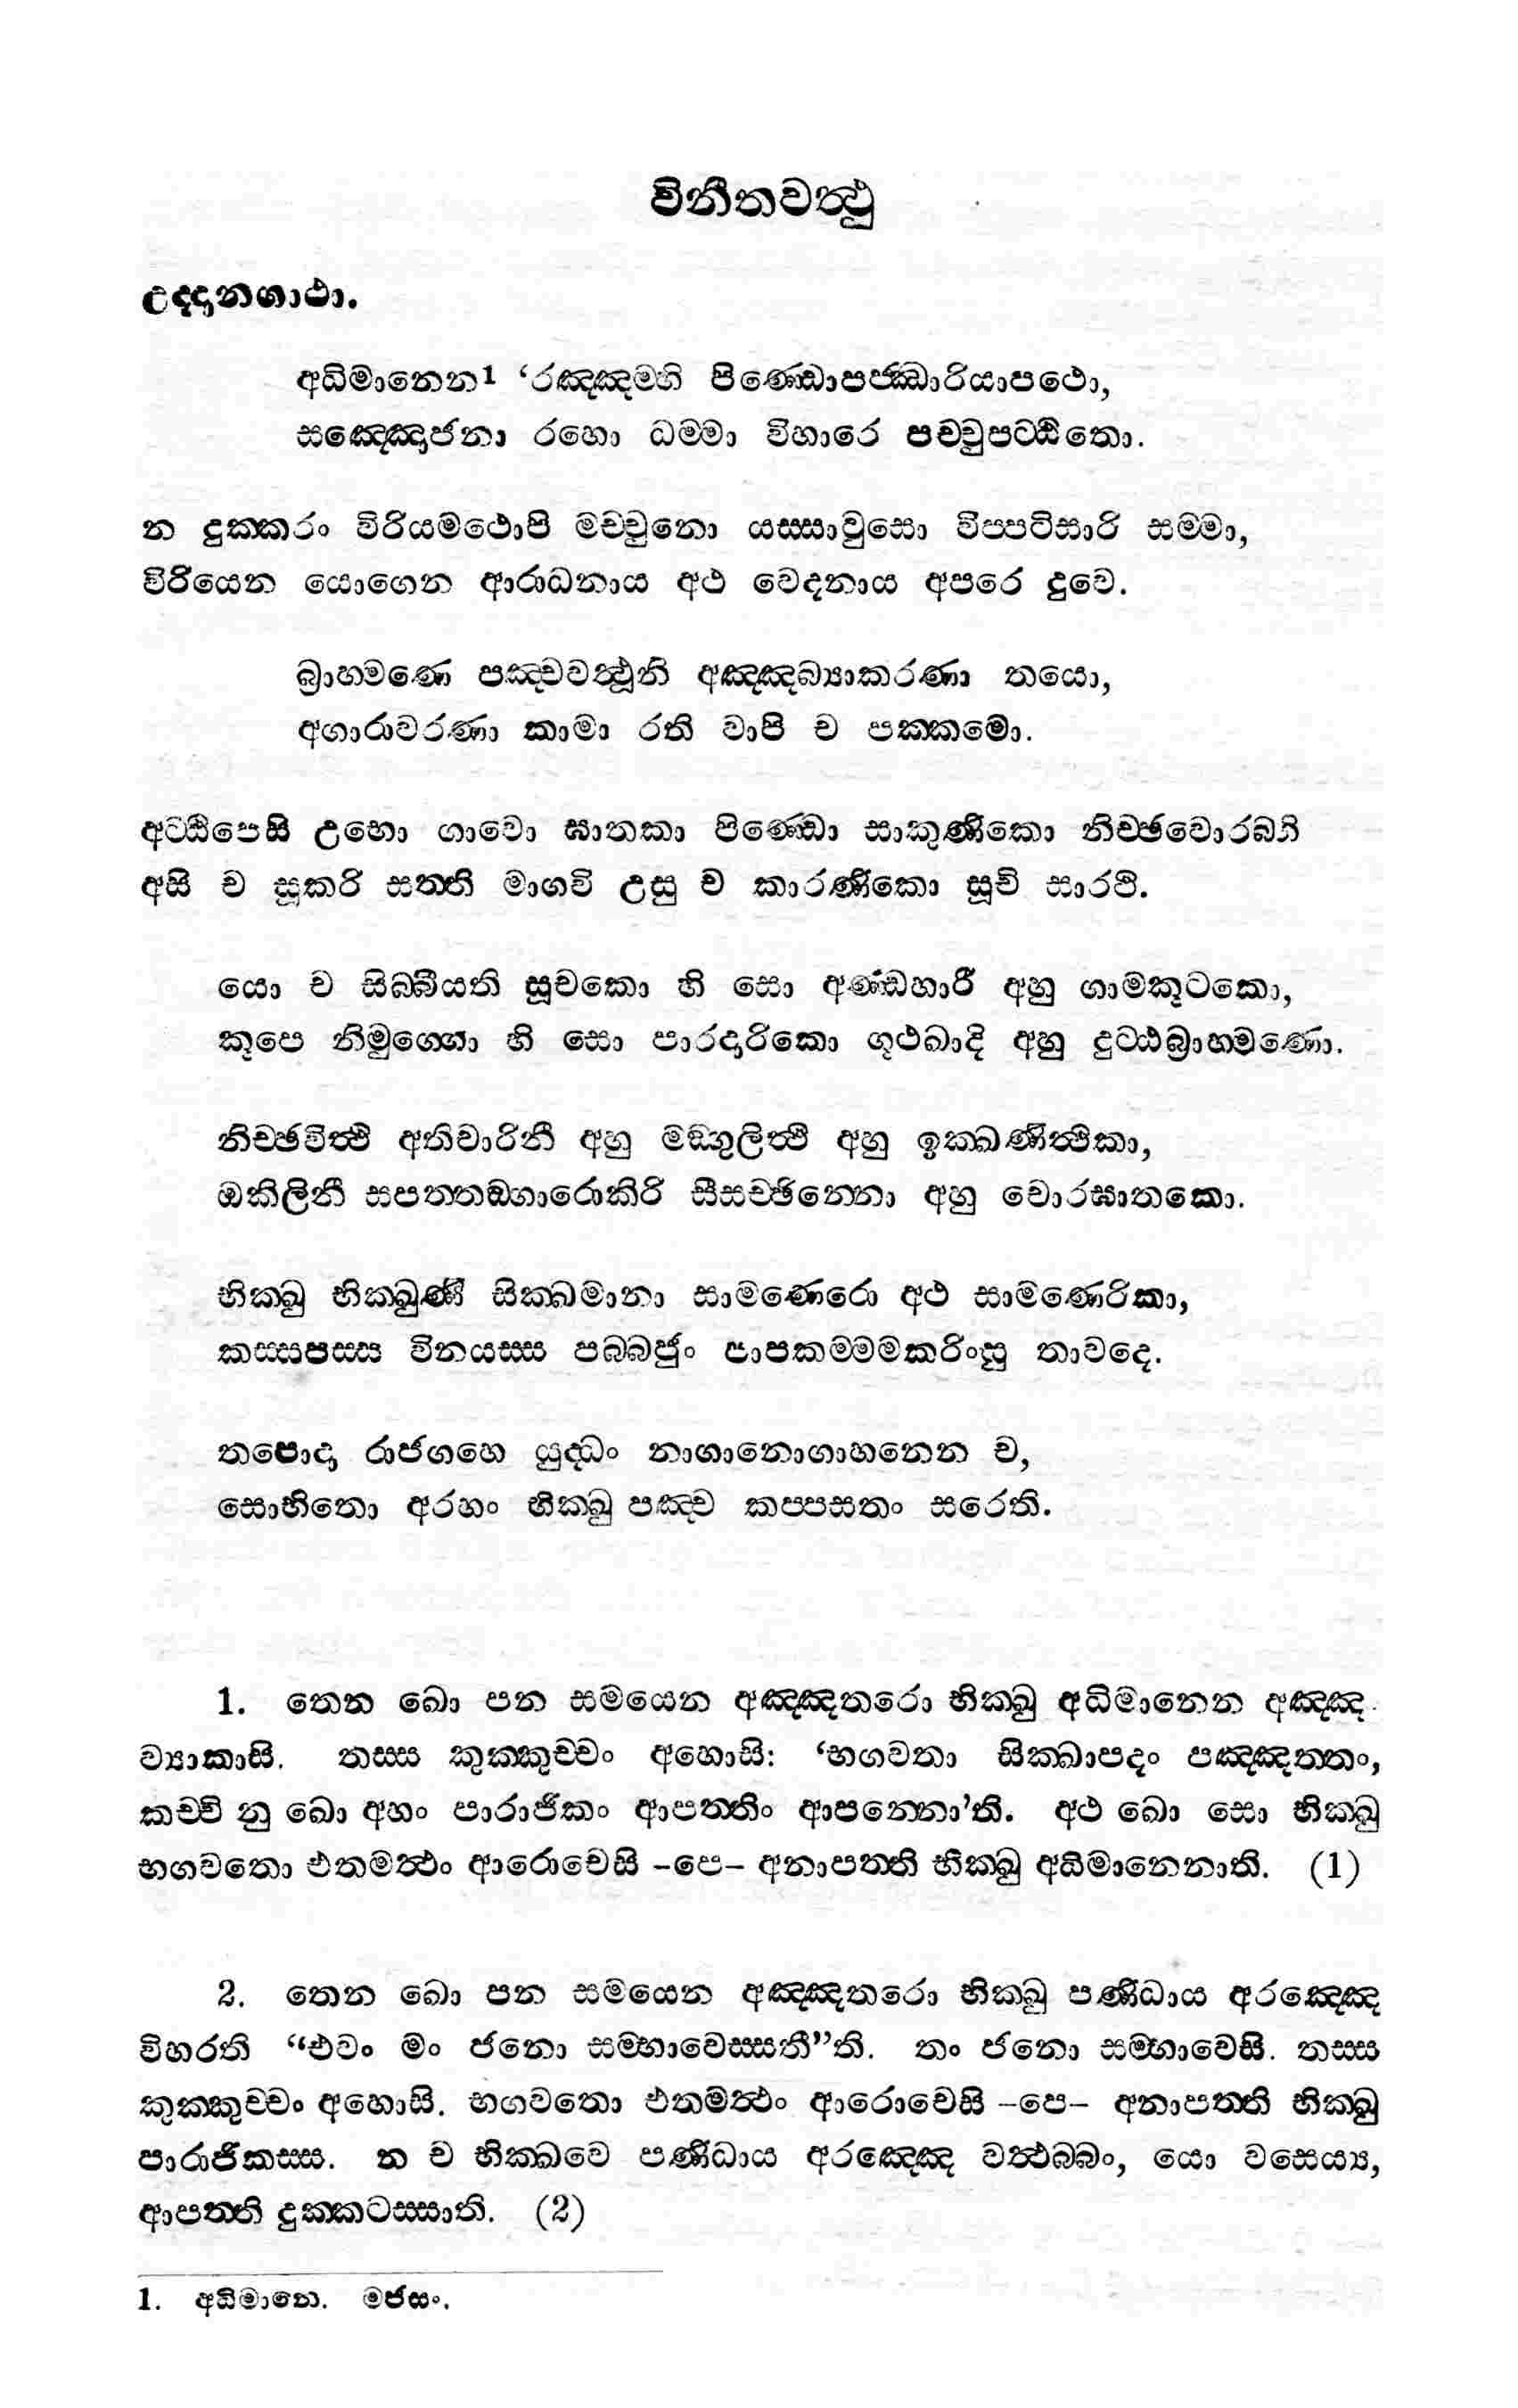 විනීතවත්‍ථු
උද්දානගාථා.
අධිමානෙන1 ‘රඤ්ඤම්හි පිණ්ඩොපජ්ඣාරියාපථො,
සඤ්ඤොජනා රහො ධම්මා විහාරෙ පච්චුපට්ඨිතො.
න දුක්කරං විරියමථොපි මච්චුනො යස්සාවුසො විප්පටිසාරි සම්මා,
විරියෙන යොගෙන ආරාධනාය අථ වෙදනාය අපරෙ දුවෙ.
බ්‍රාහ්මණෙ පඤ්චවත්‍ථූනි අඤ්ඤබ්‍යාකරණා තයො,
අගාරාවරණා කාමා රති වාපි ච පක්කමො.
අට්ඨිපෙසි උභො ගාවො ඝාතකා පිණ්ඩො සාකුණිකො නිච්ඡවොරබ්භි
අසි ච සූකරි සත්ති මාගවි උසු ච කාරණිකො සූචි සාරථි.
යො ච සිබ්බීයති සූචකො හි සො අණ්ඩහාරී අහු ගාමකූටකො,
කූපෙ නිමුග්ගො හි සො පාරදාරිකො ගූථඛාදි අහු දුට්ඨබ්‍රාහ්මණො.
නිච්ඡවිත්‍ථි අතිචාරිනී අහු මඞ්ගුලිත්‍ථි අහු ඉක්ඛණිත්‍ථිකා,
ඔකිලිනී සපත්තඞ්ගාරොකිරි සීසච්ඡින්නො අහු චොරඝාතකො.
භික්ඛු භික්ඛුණී සික්ඛමානා සාමණෙරො අථ සාමණෙරිකා,
කස්සපස්ස විනයස්ස පබ්බජුං පාපකම්මමකරිංසු තාවදෙ.
තපොදා රාජගහෙ යුද්ධං නාගානොගාහනෙන ච,
සොභිතො අරහං භික්ඛු පඤ්ච කප්පසතං සරෙති.
1. තෙන ඛො පන සමයෙන අඤ්ඤතරො භික්ඛු අධිමානෙන අඤ්ඤ
ව්‍යාකාසි. තස්ස කුක්කුච්චං අහොසි: ‘භගවතා සික්ඛාපදං පඤ්ඤත්තං,
කච්චි නු ඛො අහං පාරාජිකං ආපත්තිං ආපන්නො’ති. අථ ඛො සො භික්ඛු
භගවතො එතමත්‍ථං ආරොචෙසි –පෙ– අනාපත්ති භික්ඛු අධිමානෙනාති. (1)
2. තෙන ඛො පන සමයෙන අඤ්ඤතරො භික්ඛු පණිධාය අරඤ්ඤෙ
විහරති “එවං මං ජනො සම්භාවෙස්සතී”ති. තං ජනො සම්භාවෙසි. තස්ස
කුක්කුච්චං අහොසි. භගවතො එතමත්‍ථං ආරොචෙසි –පෙ– අනාපත්ති භික්ඛු
පාරාජිකස්ස. න ච භික්ඛවෙ පණිධාය අරඤ්ඤෙ වත්‍ථබ්බං, යො වසෙය්‍ය,
ආපත්ති දුක්කටස්සාති. (2)
1. අධිමානෙ. මජසං.